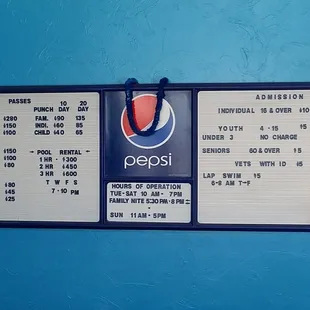 PASSES 10 20
PUNCH DAY DAY
$290 FAM. $90 $135
$150 INDI. $60 $85
$100 CHILD $40 $65
$150 POOL RENTAL
$100 1 HR - $300
$100 2 HR $450
3 HR $600
$80 T W F S
$45 7 - 10 PM
$25
pepsi
HOURS OF OPERATION
TUE-SAT 10 AM - 7PM
FAMILY NITE 5:30 PM-8 PM
SUN 11AM - 5PM
ADMISSION
INDIVIDUAL 16 & OVER
YOUTH 4 - 15 $5
UNDER 3 NO CHARGE
SENIORS 60 & OVER $5
VETS WITH ID $5
LAP SWIM $5
6-8 AM T-F